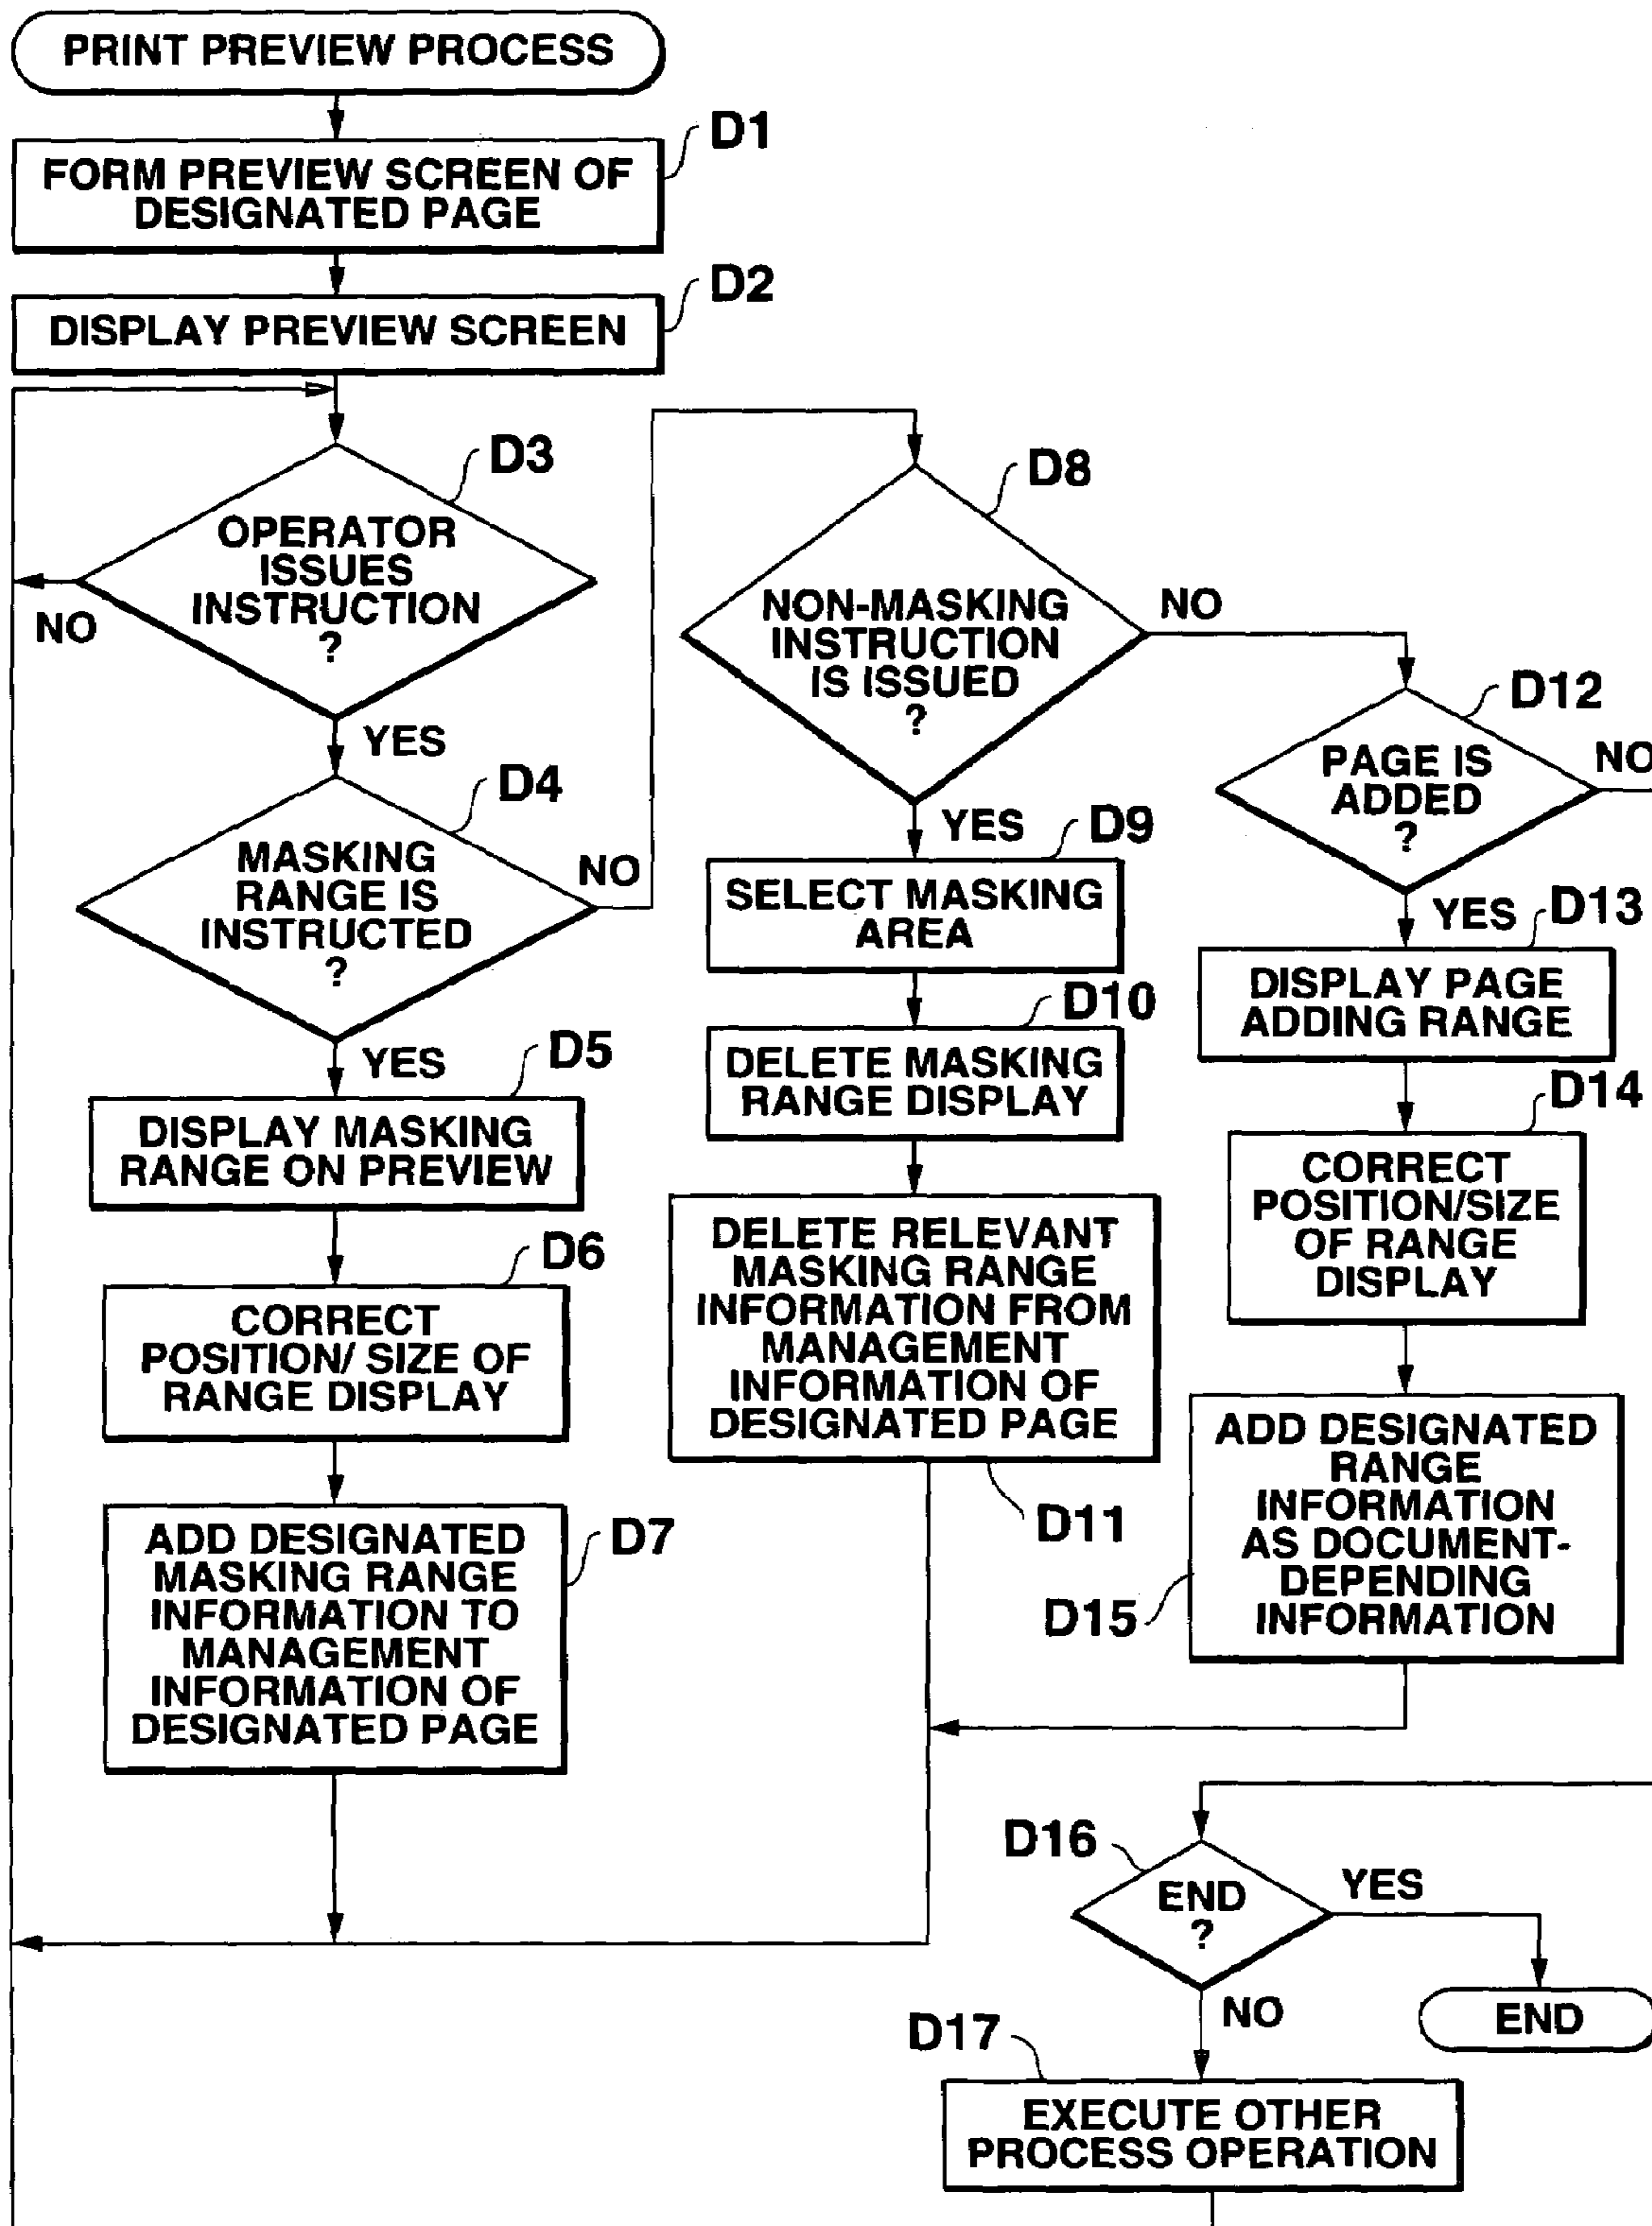 PRINT PREVIEW PROCESS
D1
FORM PREVIEW SCREEN OF
DESIGNATED PAGE
D2
DISPLAY PREVIEW SCREEN
D3
OPERATOR
ISSUES
INSTRUCTION
?
NO
YES
D4
MASKING
RANGE IS
INSTRUCTED
?
NO
YES
D5
DISPLAY MASKING
RANGE ON PREVIEW
D6
CORRECT
POSITION/ SIZE OF
RANGE DISPLAY
D7
ADD DESIGNATED
MASKING RANGE
INFORMATION TO
MANAGEMENT
INFORMATION OF
DESIGNATED PAGE
D8
NON-MASKING
INSTRUCTION
IS ISSUED
?
NO
YES
D9
SELECT MASKING
AREA
D10
DELETE MASKING
RANGE DISPLAY
DELETE RELEVANT
MASKING RANGE
INFORMATION FROM
MANAGEMENT
INFORMATION OF
DESIGNATED PAGE
D11
D12
PAGE IS
ADDED
?
NO
YES
D13
DISPLAY PAGE
ADDING RANGE
D14
CORRECT
POSITION/SIZE
OF RANGE
DISPLAY
ADD DESIGNATED
RANGE
INFORMATION
AS DOCUMENT-
DEPENDING
INFORMATION
D15
D16
END
?
YES
NO
END
D17
EXECUTE OTHER
PROCESS OPERATION